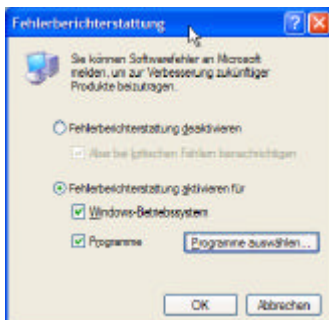 Fehlerberichterstattung
Sie können Softwarefehler an Microsoft
melden, um zur Verbesserung zukünftiger
Produkte beizutragen.
Fehlerberichterstattung deaktivieren
Aber bei kritischen Fehlern benachrichtigen
Fehlerberichterstattung aktivieren für
Windows-Betriebssystem
Programme
Programme auswählen...
OK
Abbrechen